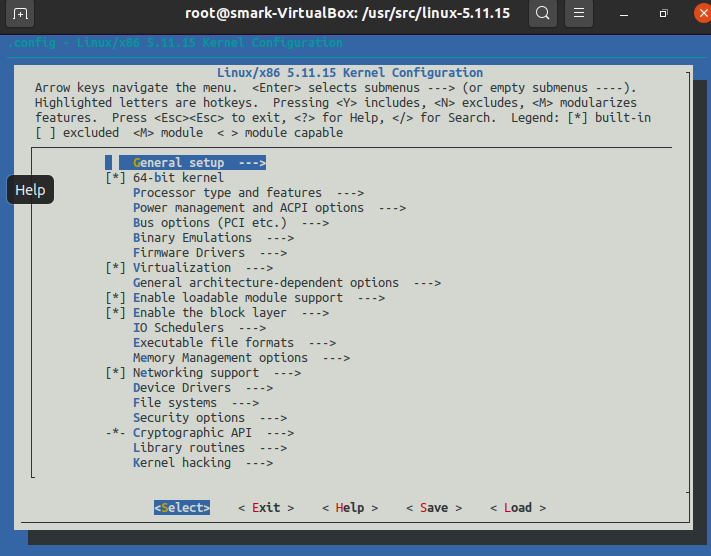 root@smark-VirtualBox: /usr/src/linux-5.11.15
.config - Linux/x86 5.11.15 Kernel Configuration
Linux/x86 5.11.15 Kernel Configuration
Arrow keys navigate the menu.  <Enter> selects submenus ---> (or empty submenus ----).
Highlighted letters are hotkeys.  Pressing <Y> includes, <N> excludes, <M> modularizes
features.  Press <Esc><Esc> to exit, <?> for Help, </> for Search.  Legend: [*] built-in
[ ] excluded  <M> module  < > module capable
General setup  --->
[*] 64-bit kernel
Help
Processor type and features  --->
Power management and ACPI options  --->
Bus options (PCI etc.)  --->
Binary Emulations  --->
Firmware Drivers  --->
[*] Virtualization  --->
General architecture-dependent options  --->
[*] Enable loadable module support  --->
[*] Enable the block layer  --->
IO Schedulers  --->
Executable file formats  --->
Memory Management options  --->
[*] Networking support  --->
Device Drivers  --->
File systems  --->
Security options  --->
-*- Cryptographic API  --->
Library routines  --->
Kernel hacking  --->
<Select>    < Exit >    < Help >    < Save >    < Load >